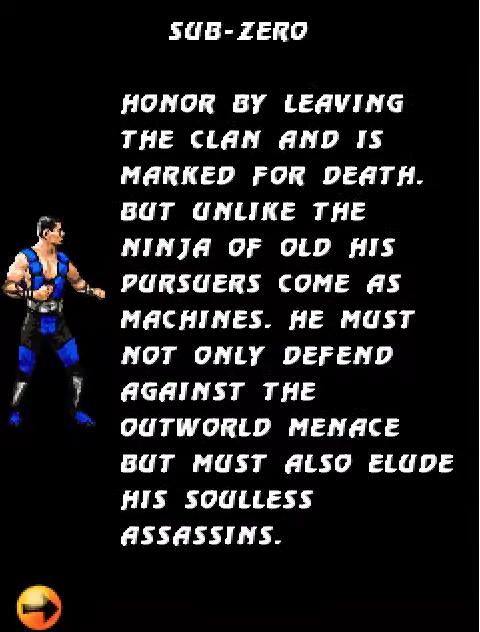 SUB-ZERO
HONOR BY LEAVING
THE CLAN AND IS
MARKED FOR DEATH.
BUT UNLIKE THE
NINJA OF OLD HIS
PURSUERS COME AS
MACHINES. HE MUST
NOT ONLY DEFEND
AGAINST THE
OUTWORLD MENACE
BUT MUST ALSO ELUDE
HIS SOULLESS
ASSASSINS.